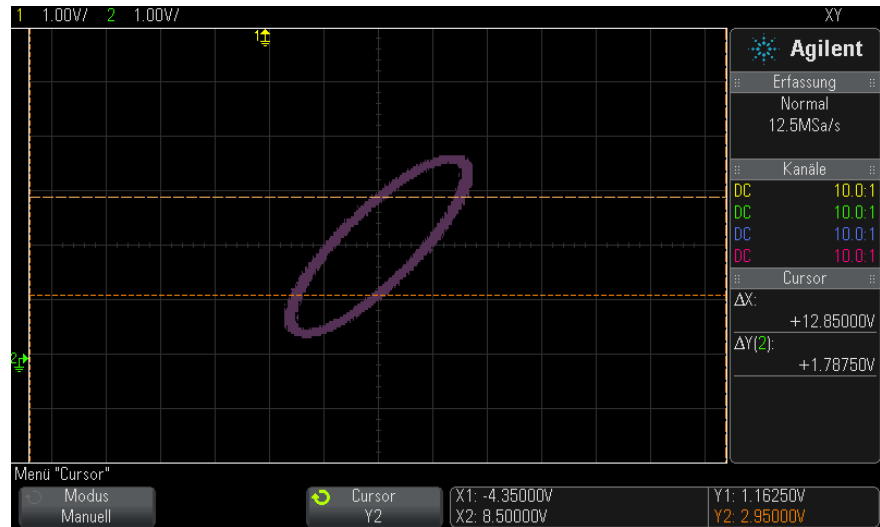 1 1.00V/ 2 1.00V/ XY
1
Agilent
Erfassung
Normal
12.5MSa/s
Kanäle
DC 10.0:1
DC 10.0:1
DC 10.0:1
DC 10.0:1
Cursor
ΔX:
+12.85000V
ΔY(2):
+1.78750V
2
Menü "Cursor"
Modus
Manuell
Cursor
Y2
X1: -4.35000V
X2: 8.50000V
Y1: 1.16250V
Y2: 2.95000V